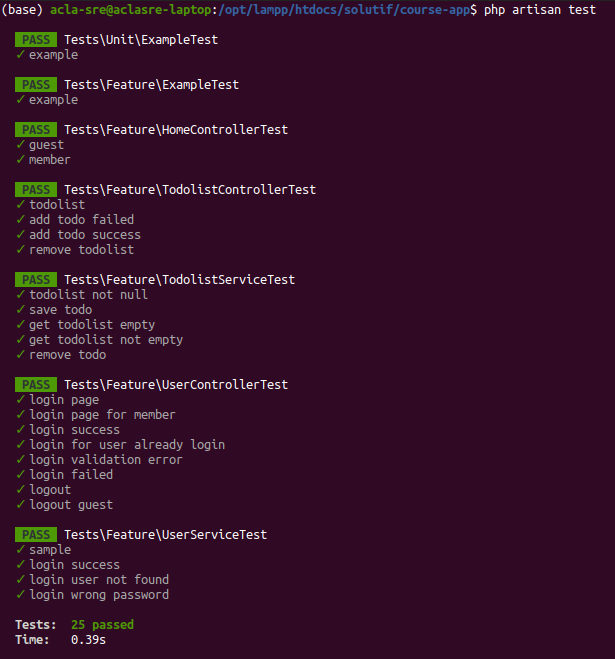 (base) acla-sre@aclasre-laptop:/opt/lampp/htdocs/solutif/course-app$ php artisan test
PASS Tests\Unit\ExampleTest
✓ example
PASS Tests\Feature\ExampleTest
✓ example
PASS Tests\Feature\HomeControllerTest
✓ guest
✓ member
PASS Tests\Feature\TodolistControllerTest
✓ todolist
✓ add todo failed
✓ add todo success
✓ remove todolist
PASS Tests\Feature\TodolistServiceTest
✓ todolist not null
✓ save todo
✓ get todolist empty
✓ get todolist not empty
✓ remove todo
PASS Tests\Feature\UserControllerTest
✓ login page
✓ login page for member
✓ login success
✓ login for user already login
✓ login validation error
✓ login failed
✓ logout
✓ logout guest
PASS Tests\Feature\UserServiceTest
✓ sample
✓ login success
✓ login user not found
✓ login wrong password
Tests: 25 passed
Time: 0.39s